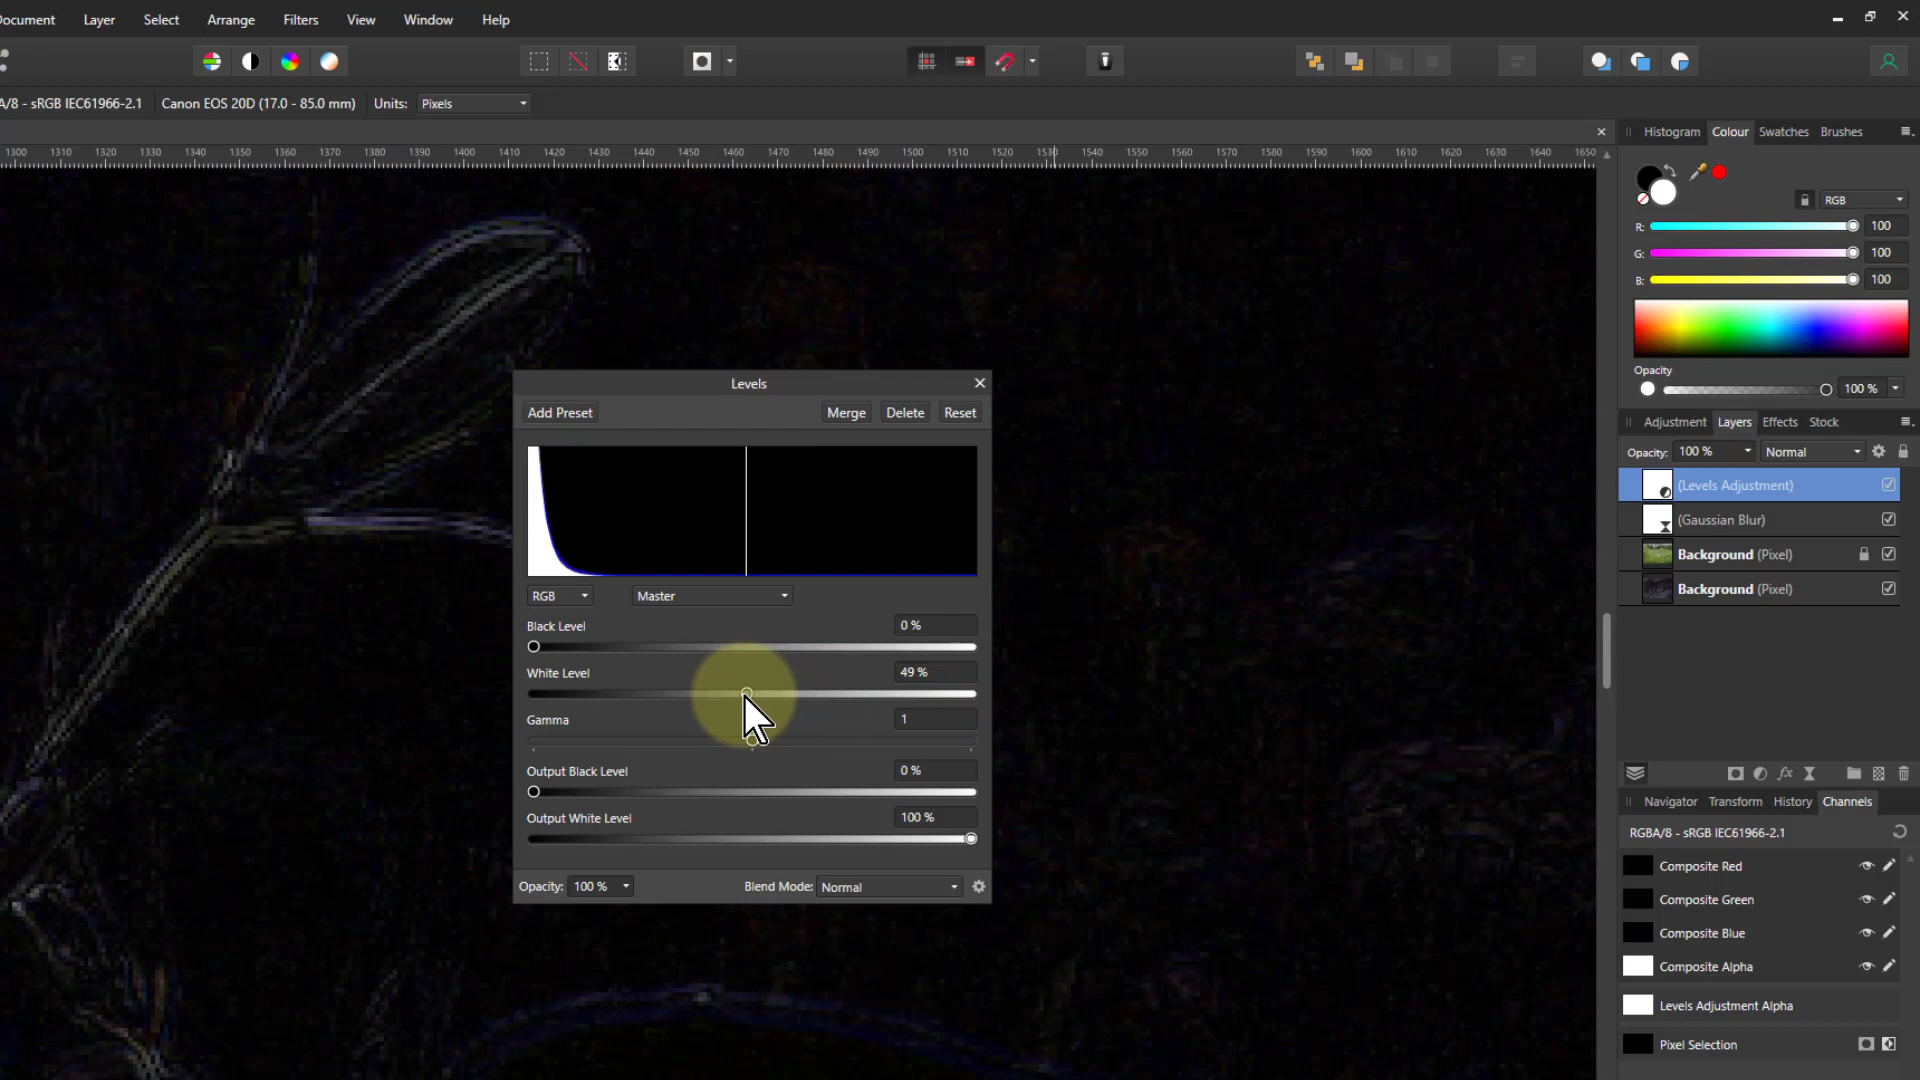 Document Layer Select Arrange Filters View Window Help
A/8 - sRGB IEC61966-2.1 Canon EOS 20D (17.0 - 85.0 mm) Units: Pixels
1300 1310 1320 1330 1340 1350 1360 1370 1380 1390 1400 1410 1420 1430 1440 1450 1460 1470 1480 1490 1500 1510 1520 1530 1540 1550 1560 1570 1580 1590 1600 1610 1620 1630 1640 1650
Levels
Add Preset Merge Delete Reset
RGB Master
Black Level 0 %
White Level 49 %
Gamma 1
Output Black Level 0 %
Output White Level 100 %
Opacity: 100 % Blend Mode: Normal
Histogram Colour Swatches Brushes
RGB
R: 100
G: 100
B: 100
Opacity
100 %
Adjustment Layers Effects Stock
Opacity: 100 % Normal
(Levels Adjustment)
(Gaussian Blur)
Background (Pixel)
Background (Pixel)
fx
Navigator Transform History Channels
RGBA/8 - sRGB IEC61966-2.1
Composite Red
Composite Green
Composite Blue
Composite Alpha
Levels Adjustment Alpha
Pixel Selection